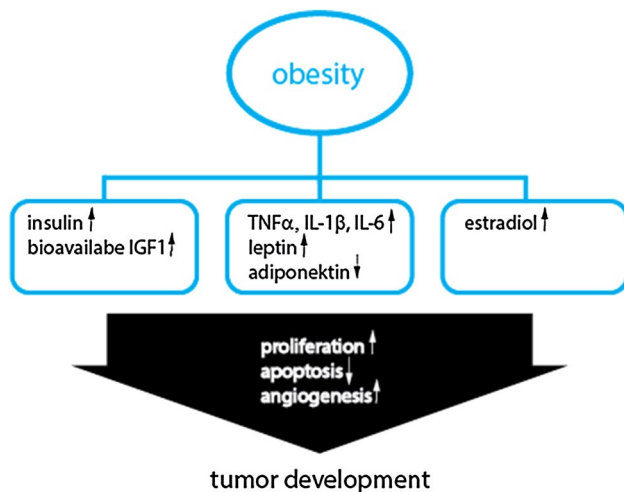 obesity
insulin↑
bioavailabe IGF1↑
TNFα, IL-1β, IL-6↑
leptin↑
adiponektin↓
estradiol↑
proliferation↑
apoptosis↓
angiogenesis↑
tumor development